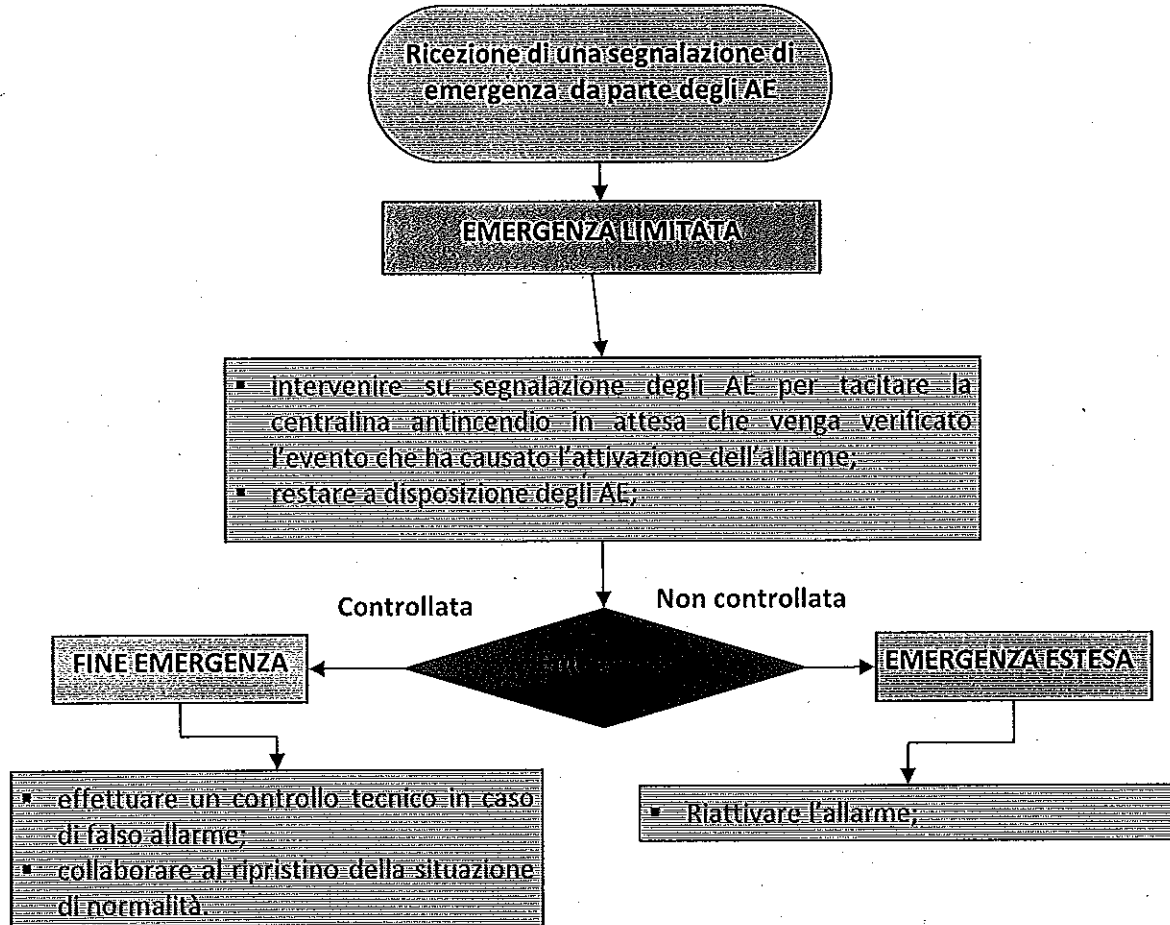 Ricezione di una segnalazione di
emergenza da parte degli AE
EMERGENZA LIMITATA
▪ intervenire su segnalazione degli AE per tacitare la
centralina antincendio in attesa che venga verificato
l'evento che ha causato l'attivazione dell'allarme;
▪ restare a disposizione degli AE;
Controllata
Non controllata
FINE EMERGENZA
EMERGENZA ESTESA
▪ effettuare un controllo tecnico in caso
di falso allarme;
▪ collaborare al ripristino della situazione
di normalità.
▪ Riattivare l'allarme;